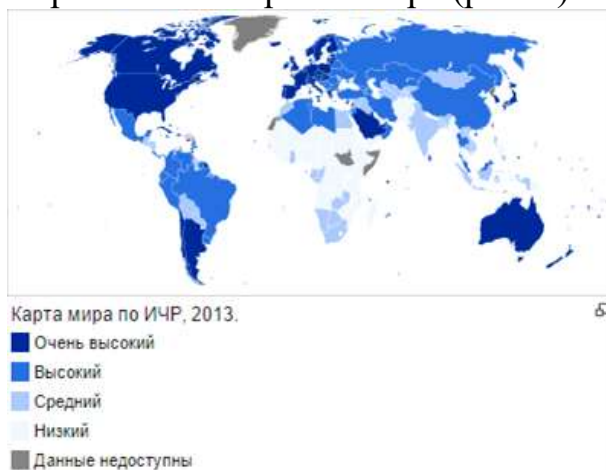 Карта мира по ИЧР, 2013.
Очень высокий
Высокий
Средний
Низкий
Данные недоступны